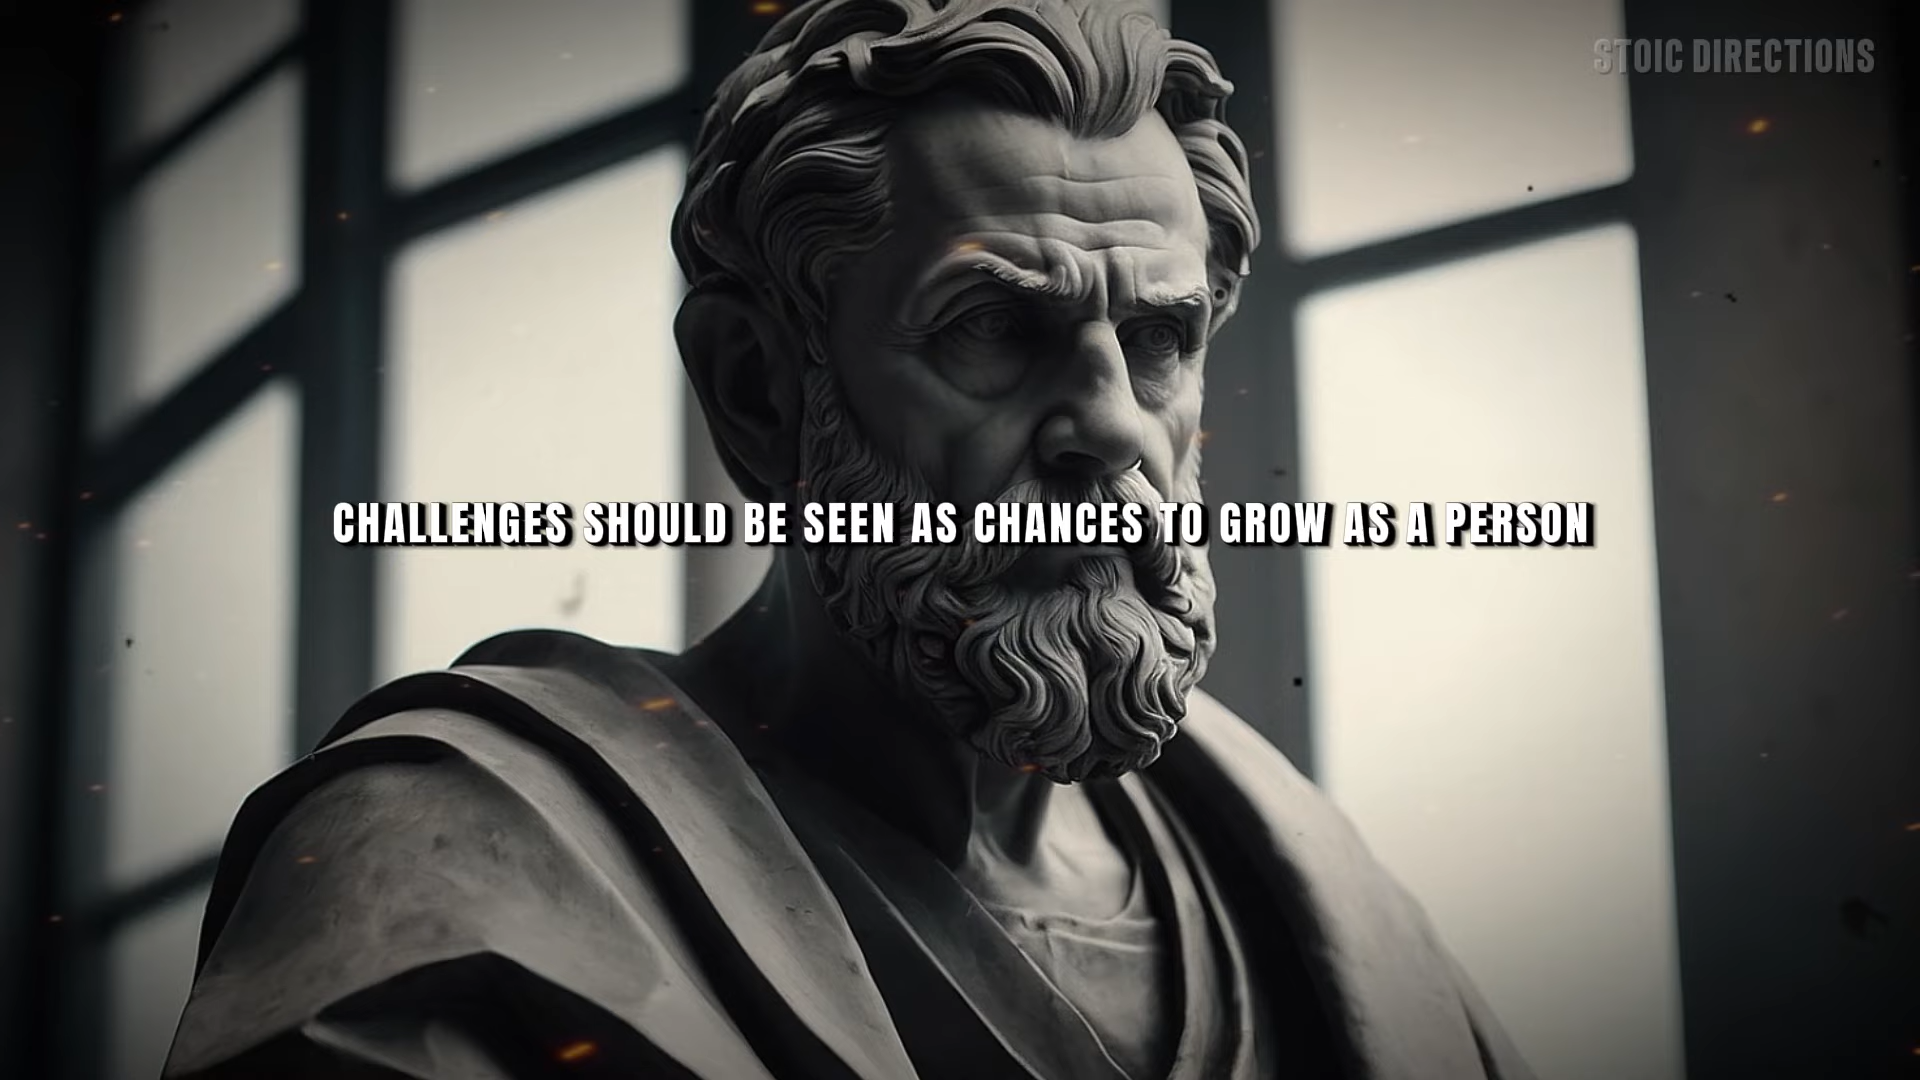 STOIC DIRECTIONS
CHALLENGES SHOULD BE SEEN AS CHANCES TO GROW AS A PERSON